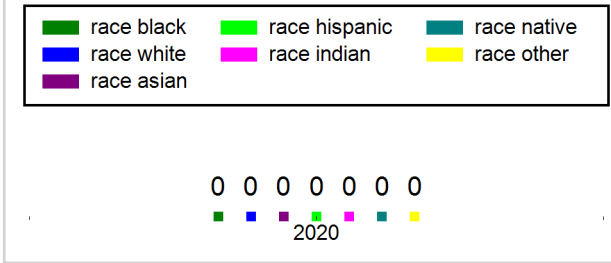 race black race hispanic race native
race white race indian race other
race asian
0 0 0 0 0 0 0
2020